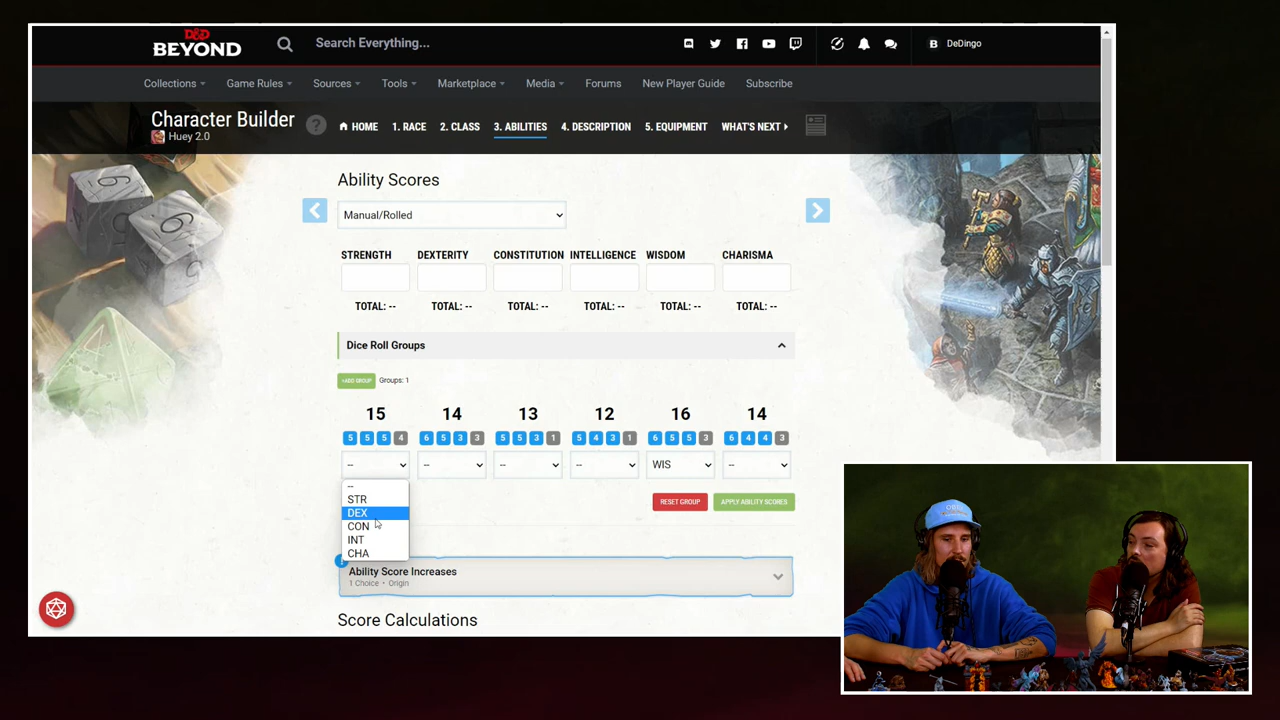 D&D
BEYOND
Search Everything...
B DeDingo
Collections Game Rules Sources Tools Marketplace Media Forums New Player Guide Subscribe
Character Builder
Huey 2.0
?
HOME 1. RACE 2. CLASS 3. ABILITIES 4. DESCRIPTION 5. EQUIPMENT WHAT'S NEXT
Ability Scores
Manual/Rolled
STRENGTH DEXTERITY CONSTITUTION INTELLIGENCE WISDOM CHARISMA
TOTAL: -- TOTAL: -- TOTAL: -- TOTAL: -- TOTAL: -- TOTAL: --
Dice Roll Groups
+ADD GROUP Groups: 1
15 14 13 12 16 14
5 5 5 4 6 5 3 3 5 5 3 1 5 4 3 1 6 5 5 3 6 4 4 3
-- -- -- -- WIS --
--
STR
DEX
CON
INT
CHA
RESET GROUP APPLY ABILITY SCORES
!
Ability Score Increases
1 Choice • Origin
Score Calculations